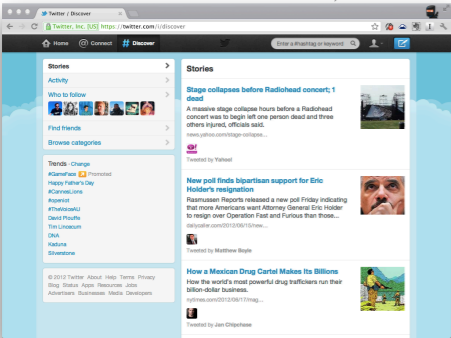 Twitter / Discover
Twitter, Inc. [US] https://twitter.com/i/discover
Home
Connect
Discover
Enter a #hashtag or keyword
Stories
Activity
Who to follow
Find friends
Browse categories
Trends · Change
#GameFace Promoted
Happy Father's Day
#CannesLions
#openiot
#TheVoiceAU
David Plouffe
Tim Lincecum
DNA
Kaduna
Silverstone
© 2012 Twitter About Help Terms Privacy
Blog Status Apps Resources Jobs
Advertisers Businesses Media Developers
Stories
Stage collapses before Radiohead concert; 1
dead
A massive stage collapse hours before a Radiohead
concert was to begin left one person dead and three
others injured, officials said.
news.yahoo.com/stage-collapse...
Tweeted by Yahoo!
New poll finds bipartisan support for Eric
Holder's resignation
Rasmussen Reports released a new poll Friday indicating
that more Americans want Attorney General Eric Holder
to resign over Operation Fast and Furious than those...
dailycaller.com/2012/06/15/new...
Tweeted by Matthew Boyle
How a Mexican Drug Cartel Makes Its Billions
How the world's most powerful drug traffickers run their
billion-dollar business.
nytimes.com/2012/06/17/mag...
Tweeted by Jan Chipchase